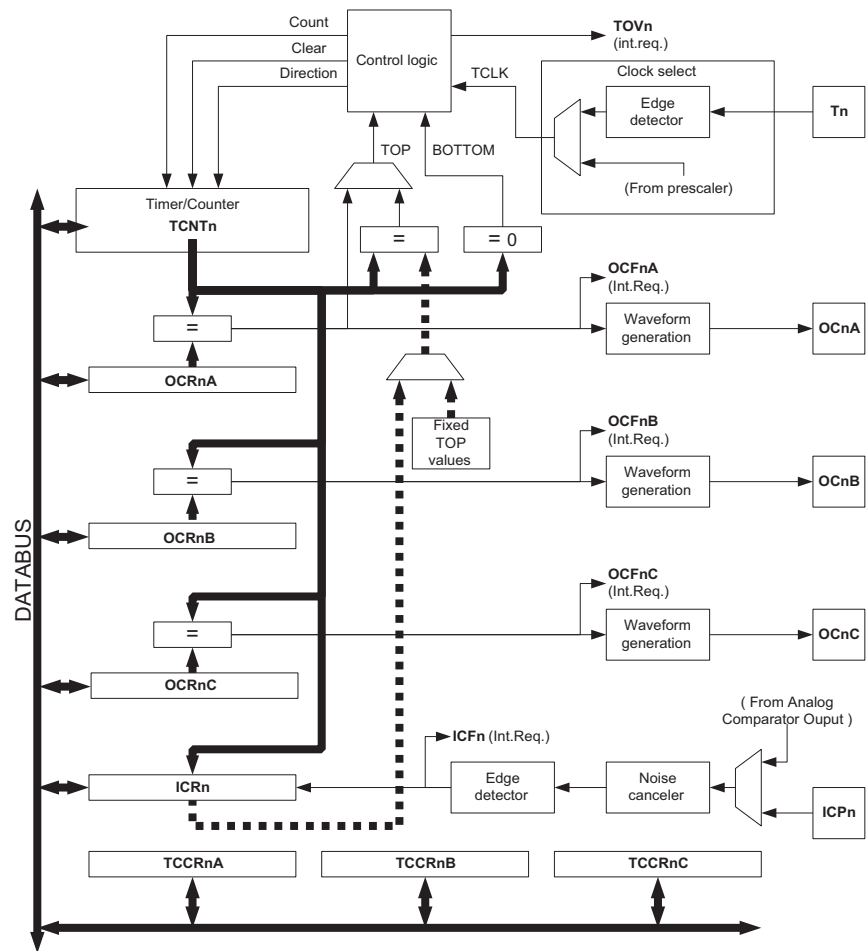 Count
Clear
Direction
Control logic
TOVn
(int.req.)
TCLK
Clock select
Edge
detector
Tn
TOP
BOTTOM
(From prescaler)
Timer/Counter
TCNTn
=
= 0
OCFnA
(Int.Req.)
=
Waveform
generation
OCnA
OCRnA
Fixed
TOP
values
OCFnB
(Int.Req.)
=
Waveform
generation
OCnB
OCRnB
DATABUS
OCFnC
(Int.Req.)
=
Waveform
generation
OCnC
OCRnC
( From Analog
Comparator Ouput )
ICFn (Int.Req.)
ICRn
Edge
detector
Noise
canceler
ICPn
TCCRnA
TCCRnB
TCCRnC